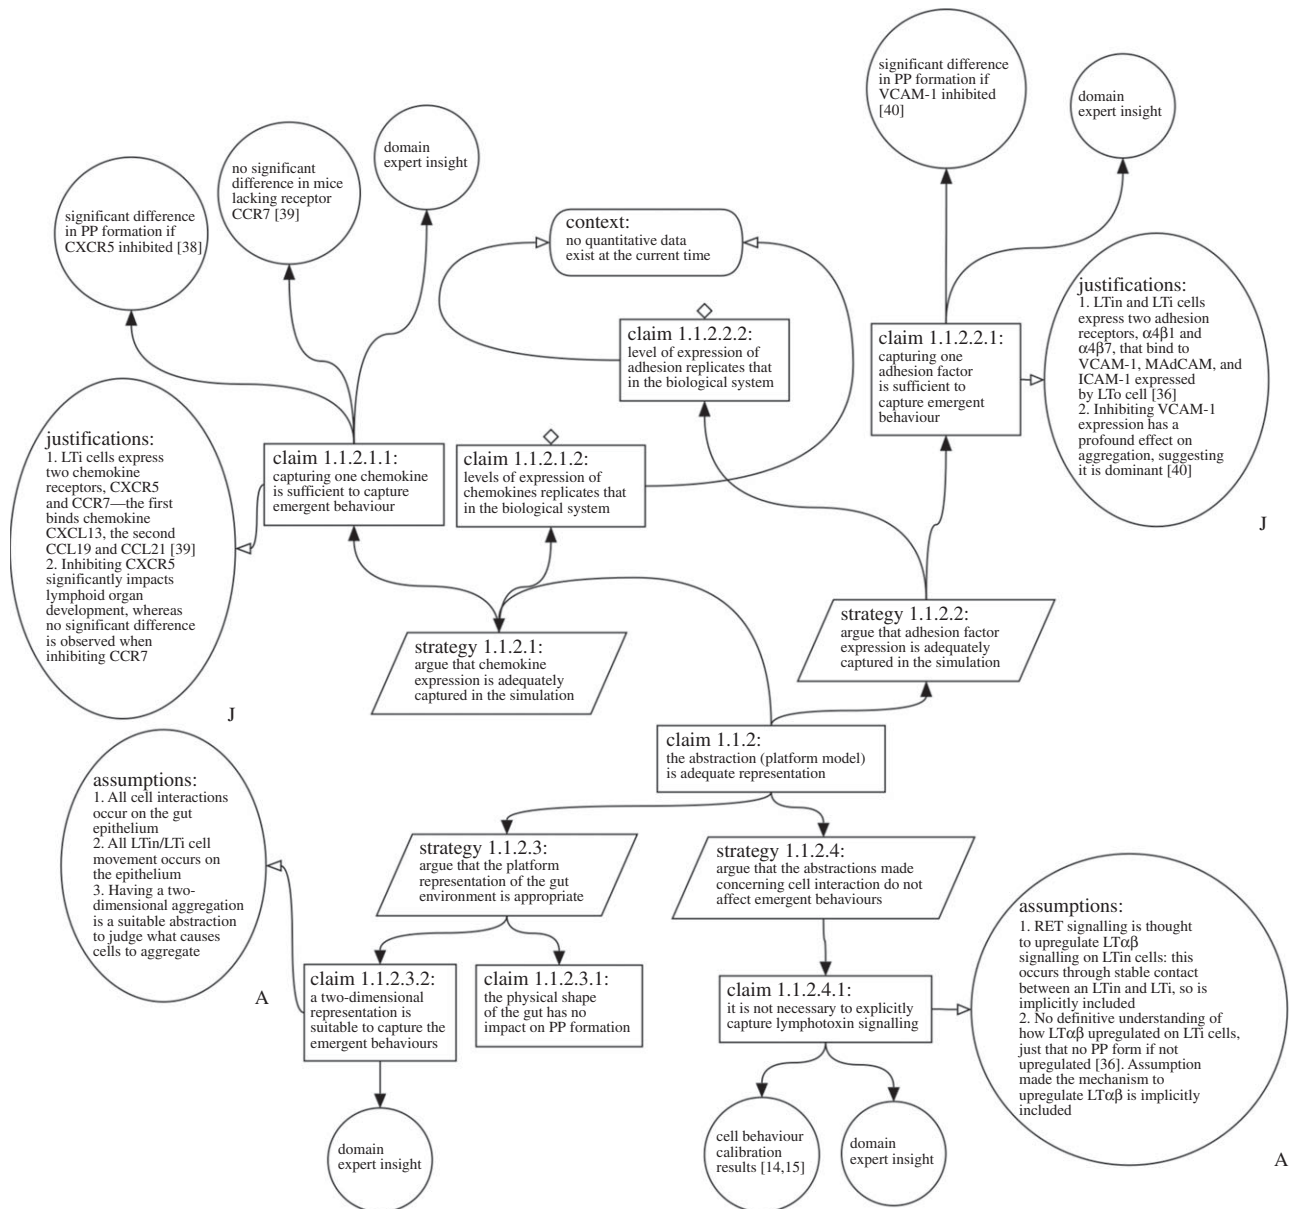 significant difference
in PP formation if
VCAM-1 inhibited
[40]
domain
expert insight
domain
expert insight
no significant
difference in mice
lacking receptor
CCR7 [39]
significant difference
in PP formation if
CXCR5 inhibited [38]
context:
no quantitative data
exist at the current time
justifications:
1. LTin and LTi cells
express two adhesion
receptors, α4β1 and
α4β7, that bind to
VCAM-1, MAdCAM, and
ICAM-1 expressed
by LTo cell [36]
2. Inhibiting VCAM-1
expression has a
profound effect on
aggregation, suggesting
it is dominant [40]
J
claim 1.1.2.2.2:
level of expression of
adhesion replicates that
in the biological system
claim 1.1.2.2.1:
capturing one
adhesion factor
is sufficient to
capture emergent
behaviour
justifications:
1. LTi cells express
two chemokine
receptors, CXCR5
and CCR7—the first
binds chemokine
CXCL13, the second
CCL19 and CCL21 [39]
2. Inhibiting CXCR5
significantly impacts
lymphoid organ
development, whereas
no significant difference
is observed when
inhibiting CCR7
J
claim 1.1.2.1.1:
capturing one chemokine
is sufficient to capture
emergent behaviour
claim 1.1.2.1.2:
levels of expression of
chemokines replicates that
in the biological system
strategy 1.1.2.1:
argue that chemokine
expression is adequately
captured in the simulation
strategy 1.1.2.2:
argue that adhesion factor
expression is adequately
captured in the simulation
claim 1.1.2:
the abstraction (platform model)
is adequate representation
assumptions:
1. All cell interactions
occur on the gut
epithelium
2. All LTin/LTi cell
movement occurs on
the epithelium
3. Having a two-
dimensional aggregation
is a suitable abstraction
to judge what causes
cells to aggregate
A
strategy 1.1.2.3:
argue that the platform
representation of the gut
environment is appropriate
strategy 1.1.2.4:
argue that the abstractions made
concerning cell interaction do not
affect emergent behaviours
claim 1.1.2.3.2:
a two-dimensional
representation is
suitable to capture the
emergent behaviours
claim 1.1.2.3.1:
the physical shape
of the gut has no
impact on PP formation
claim 1.1.2.4.1:
it is not necessary to explicitly
capture lymphotoxin signalling
assumptions:
1. RET signalling is thought
to upregulate LTαβ
signalling on LTin cells: this
occurs through stable contact
between an LTin and LTi, so is
implicitly included
2. No definitive understanding of
how LTαβ upregulated on LTi cells,
just that no PP form if not
upregulated [36]. Assumption
made the mechanism to
upregulate LTαβ is implicitly
included
A
domain
expert insight
cell behaviour
calibration
results [14,15]
domain
expert insight